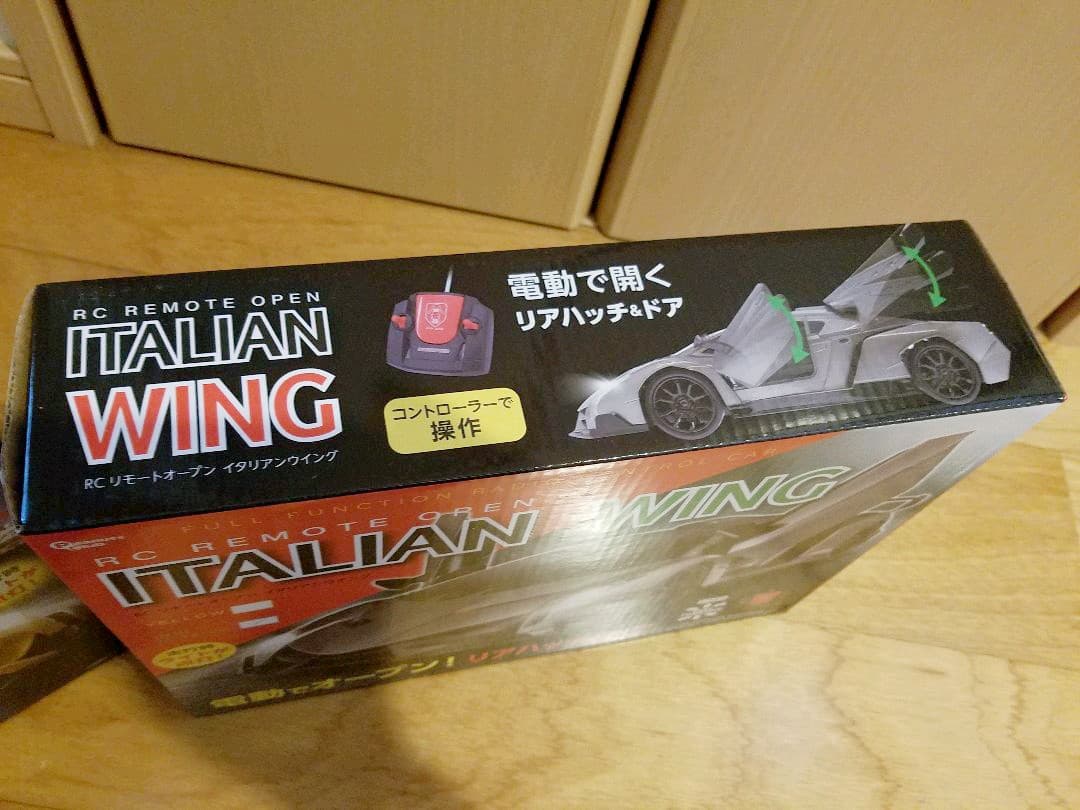 RC REMOTE OPEN
ITALIAN
WING
RC リモートオープン イタリアンウイング
コントローラーで
操作
電動で開く
リアハッチ&ドア
FULL FUNCTION
RC REMOTE OPEN
ITALIAN WING
YELLOW
電動でオープン!